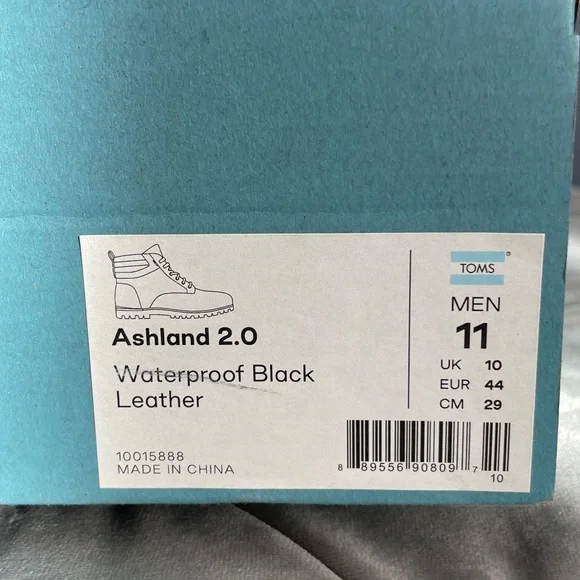 Ashland 2.0
Waterproof Black
Leather
10015888
MADE IN CHINA
TOMS®
MEN
11
UK 10
EUR 44
CM 29
8 89556 90809 7
10